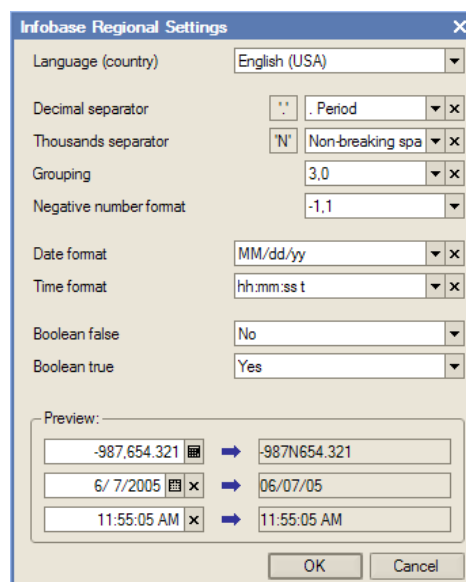 Infobase Regional Settings
Language (country) English (USA)
Decimal separator "." . Period
Thousands separator "N" Non-breaking spa
Grouping 3,0
Negative number format -1,1
Date format MM/dd/yy
Time format hh:mm:ss t
Boolean false No
Boolean true Yes
Preview:
-987,654.321 -987N654.321
6/ 7/2005 06/07/05
11:55:05 AM 11:55:05 AM
OK Cancel